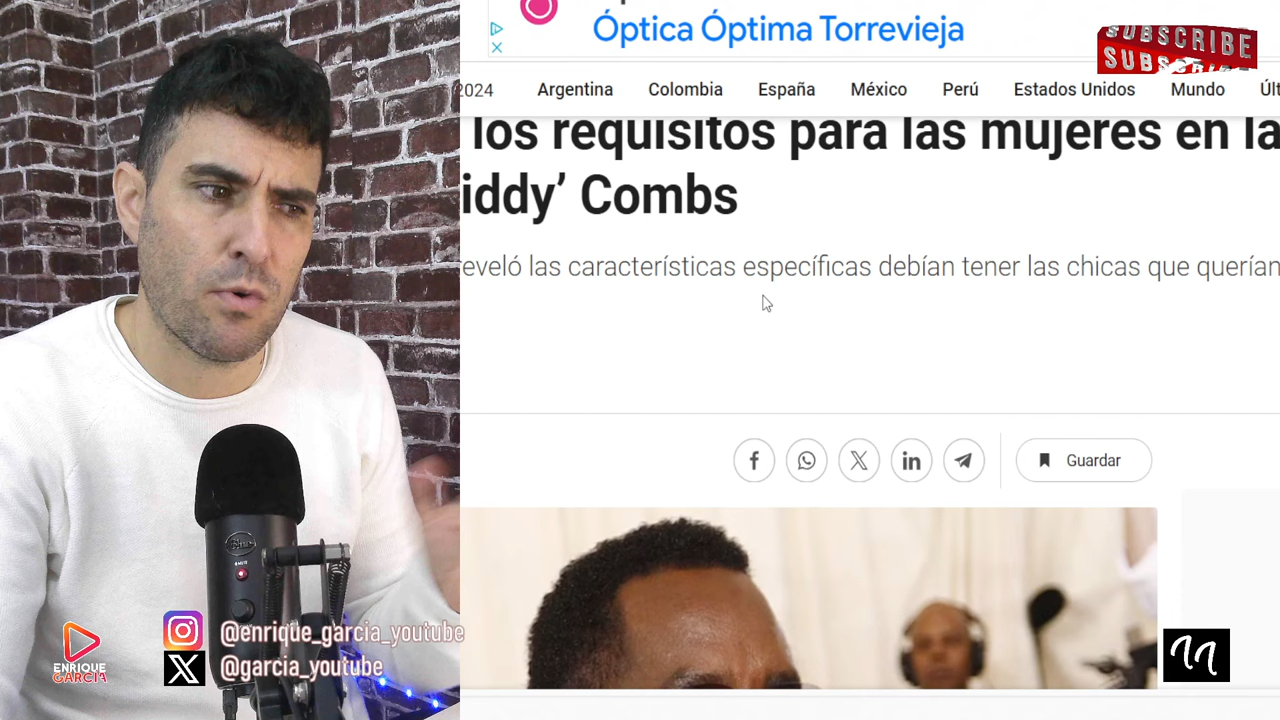 Óptica Óptima Torrevieja
SUBSCRIBE
2024 Argentina Colombia España México Perú Estados Unidos Mundo Últ
los requisitos para las mujeres en la
iddy’ Combs
eveló las características específicas debían tener las chicas que querían
Guardar
ENRIQUE
GARCIA
@enrique_garcia_youtube
@garcia_youtube